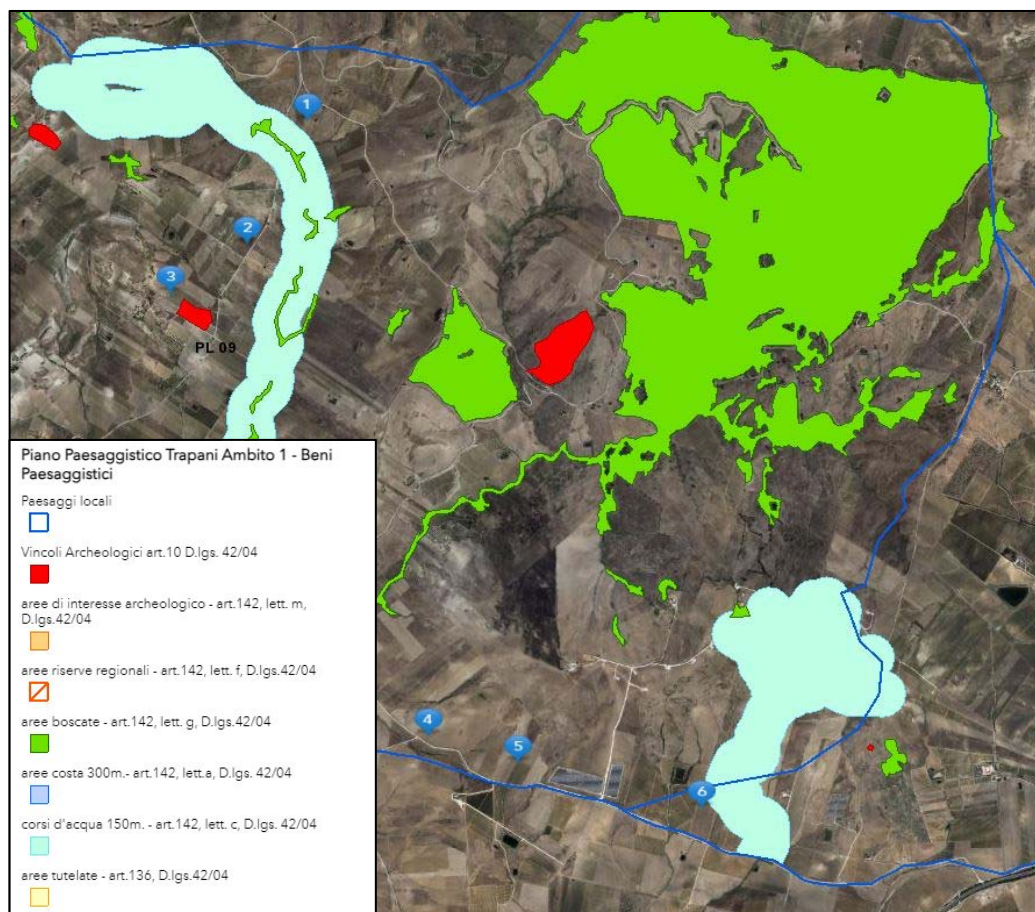 1
2
3
PL 09
Piano Paesaggistico Trapani Ambito 1 - Beni
Paesaggistici
Paesaggi locali
Vincoli Archeologici art.10 D.lgs. 42/04
aree di interesse archeologico - art.142, lett. m,
D.lgs.42/04
aree riserve regionali - art.142, lett. f, D.lgs.42/04
aree boscate - art.142, lett. g, D.lgs.42/04
aree costa 300m.- art.142, lett.a, D.lgs. 42/04
corsi d'acqua 150m. - art.142, lett. c, D.lgs. 42/04
aree tutelate - art.136, D.lgs.42/04
4
5
6